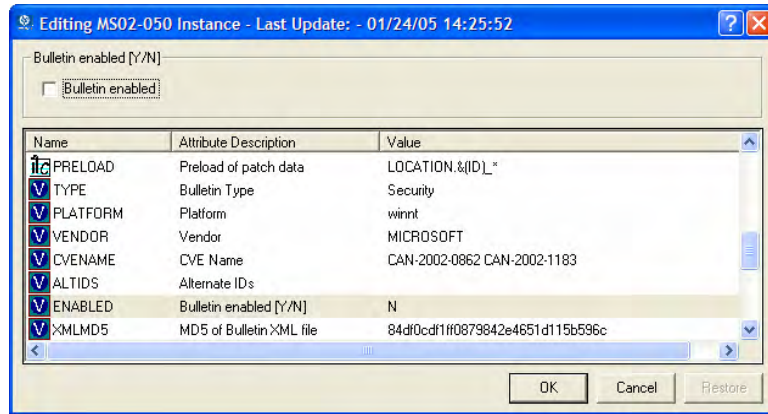 Editing MS02-050 Instance - Last Update: - 01/24/05 14:25:52
Bulletin enabled [Y/N]
Bulletin enabled
Name Attribute Description Value
PRELOAD Preload of patch data LOCATION.&(ID)_*
V TYPE Bulletin Type Security
V PLATFORM Platform winnt
V VENDOR Vendor MICROSOFT
V CVENAME CVE Name CAN-2002-0862 CAN-2002-1183
V ALTIDS Alternate IDs
V ENABLED Bulletin enabled [Y/N] N
V XMLMD5 MD5 of Bulletin XML file 84df0cdf1ff0879842e4651d115b596c
OK Cancel Restore